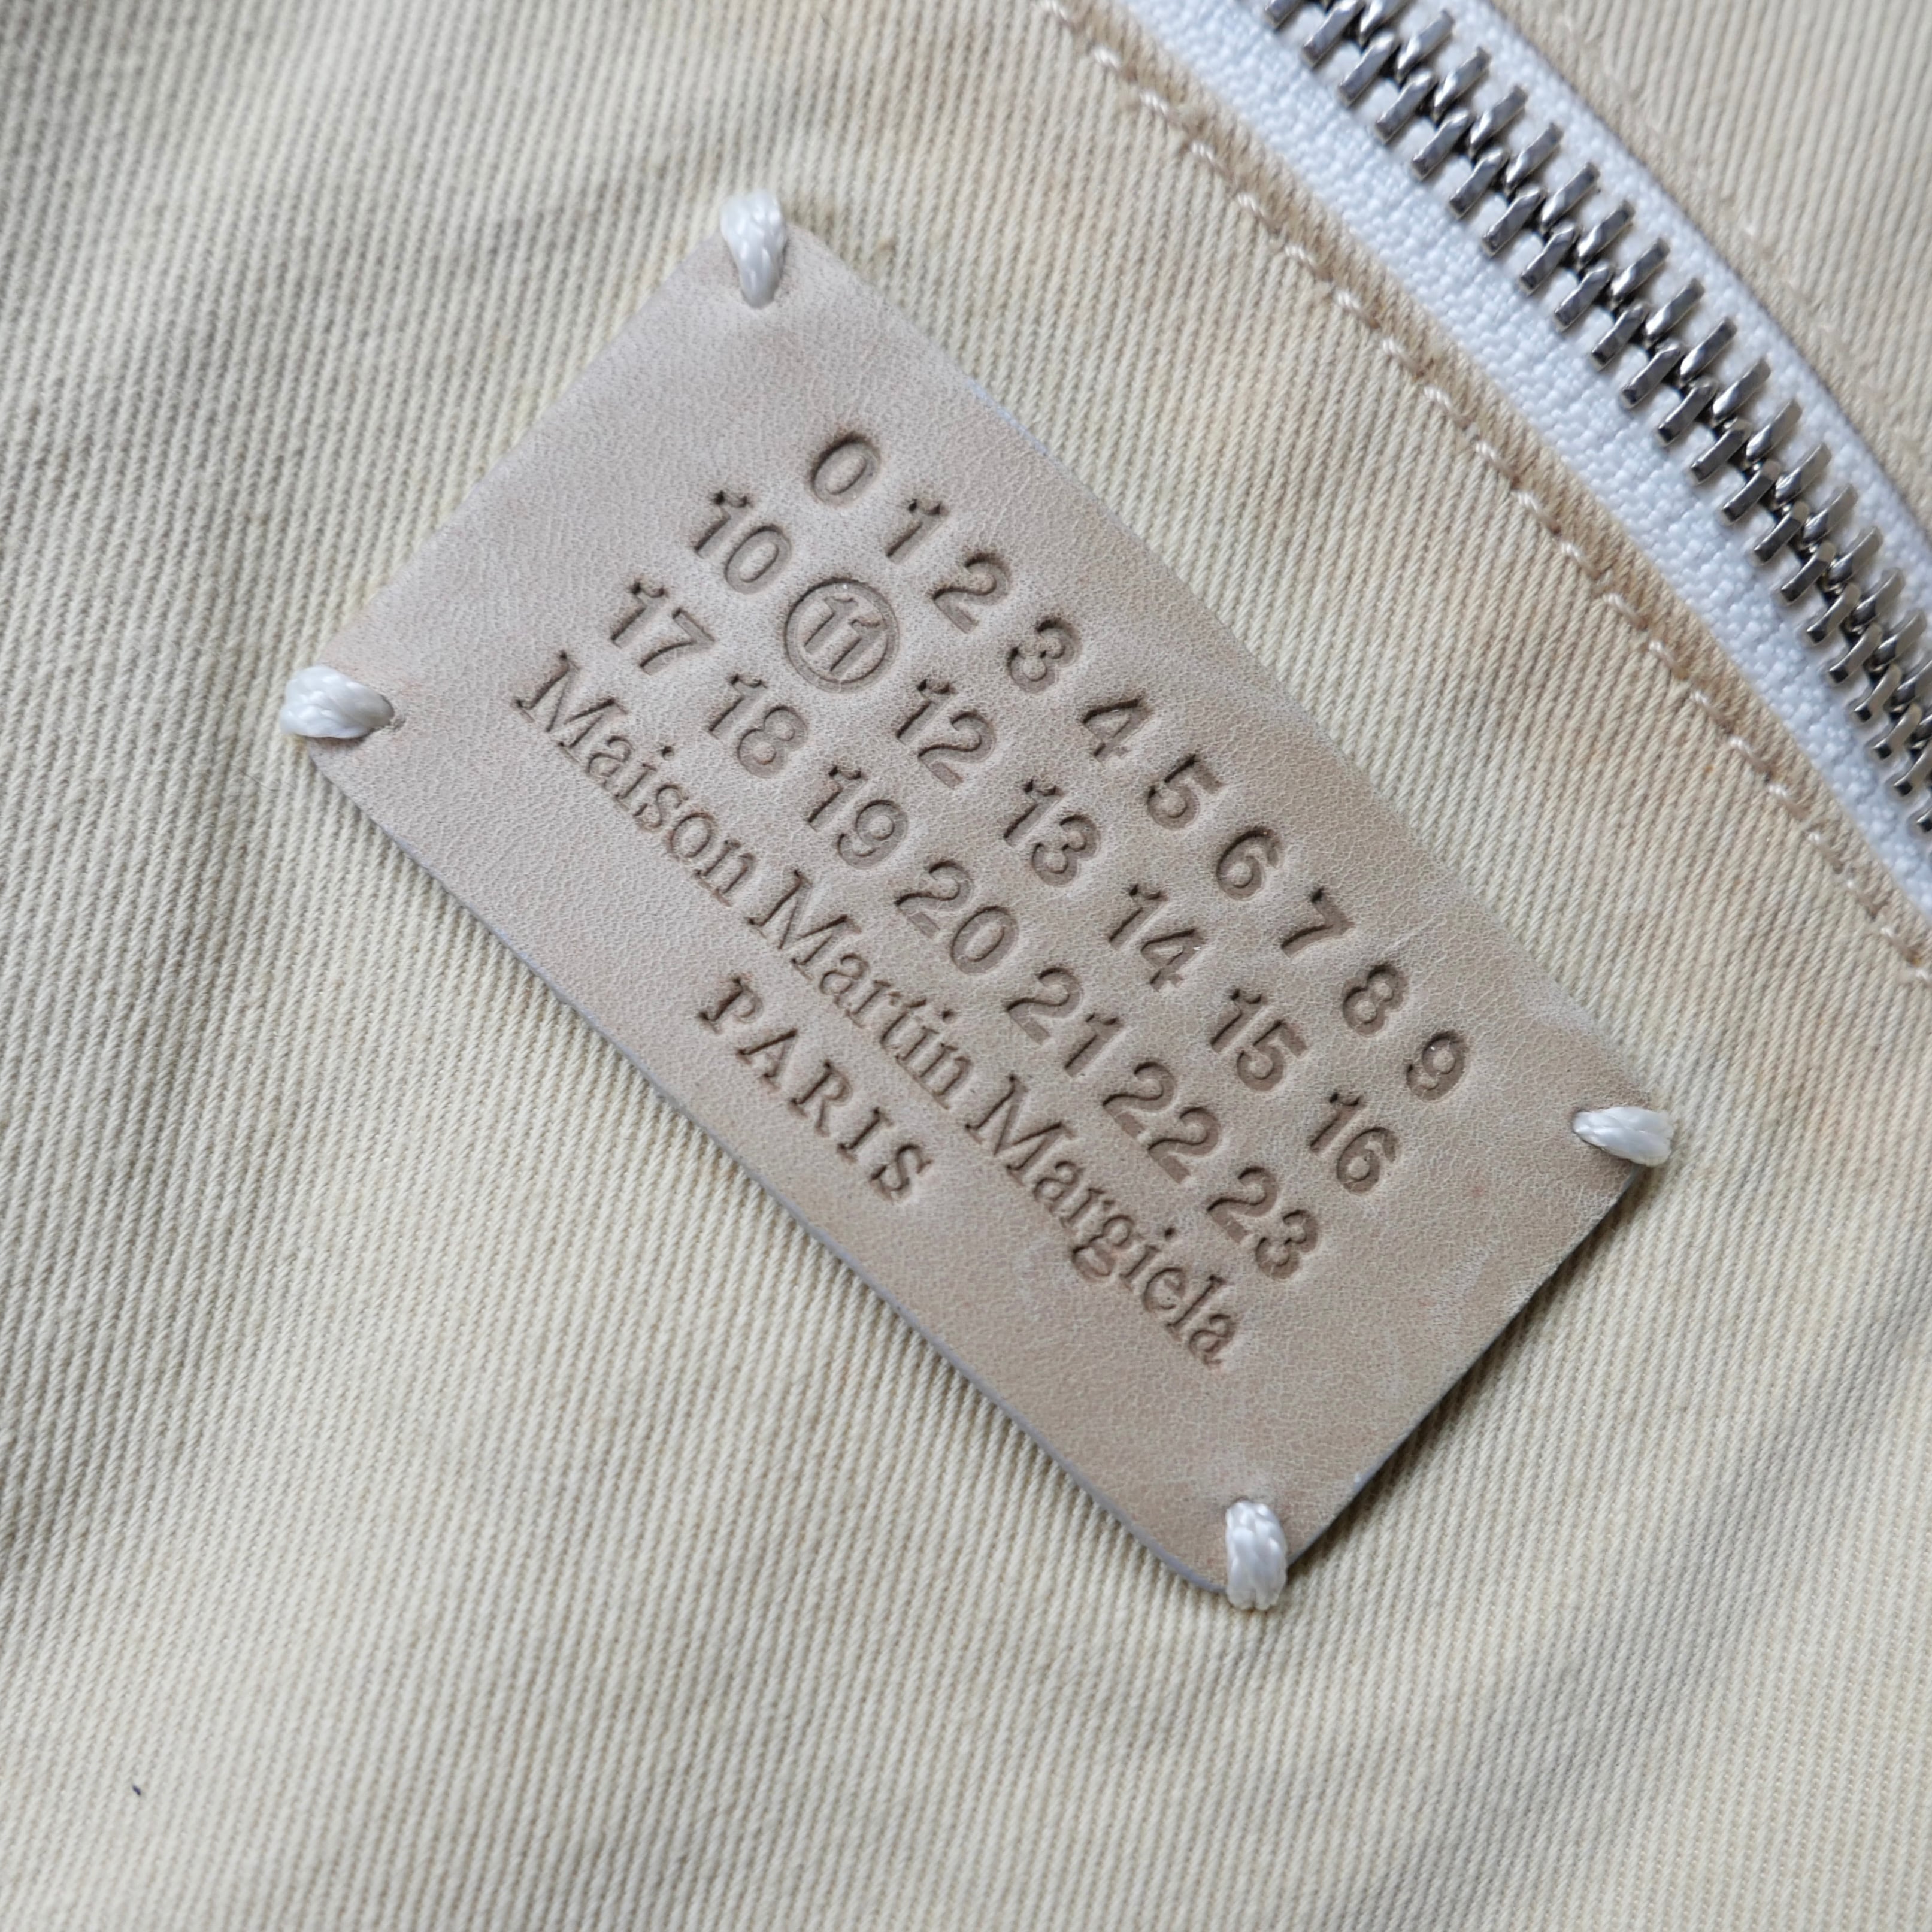 0 1 2 3 4 5 6 7 8 9
10 11 12 13 14 15 16
17 18 19 20 21 22 23
Maison Martin Margiela
PARIS